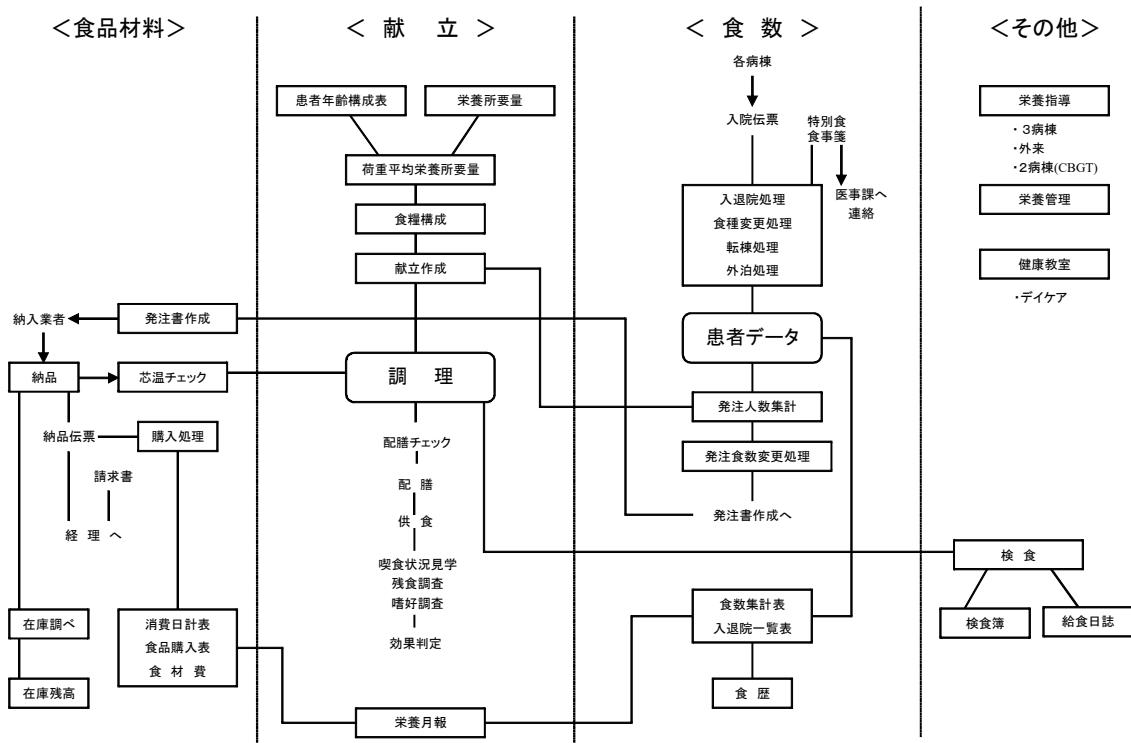 ＜食品材料＞
納入業者
発注書作成
納品
芯温チェック
納品伝票
購入処理
請求書
経 理 へ
在庫調べ
消費日計表
食品購入表
食 材 費
在庫残高
＜ 献 立 ＞
患者年齢構成表
栄養所要量
荷重平均栄養所要量
食糧構成
献立作成
調 理
配膳チェック
配 膳
供 食
喫食状況見学
残食調査
嗜好調査
効果判定
栄養月報
＜ 食 数 ＞
各病棟
入院伝票
特別食
食事箋
入退院処理
食種変更処理
転棟処理
外泊処理
医事課へ
連絡
患者データ
発注人数集計
発注食数変更処理
発注書作成へ
食数集計表
入退院一覧表
食 歴
＜その他＞
栄養指導
・３病棟
・外来
・２病棟(CBGT)
栄養管理
健康教室
・デイケア
検 食
検食簿
給食日誌